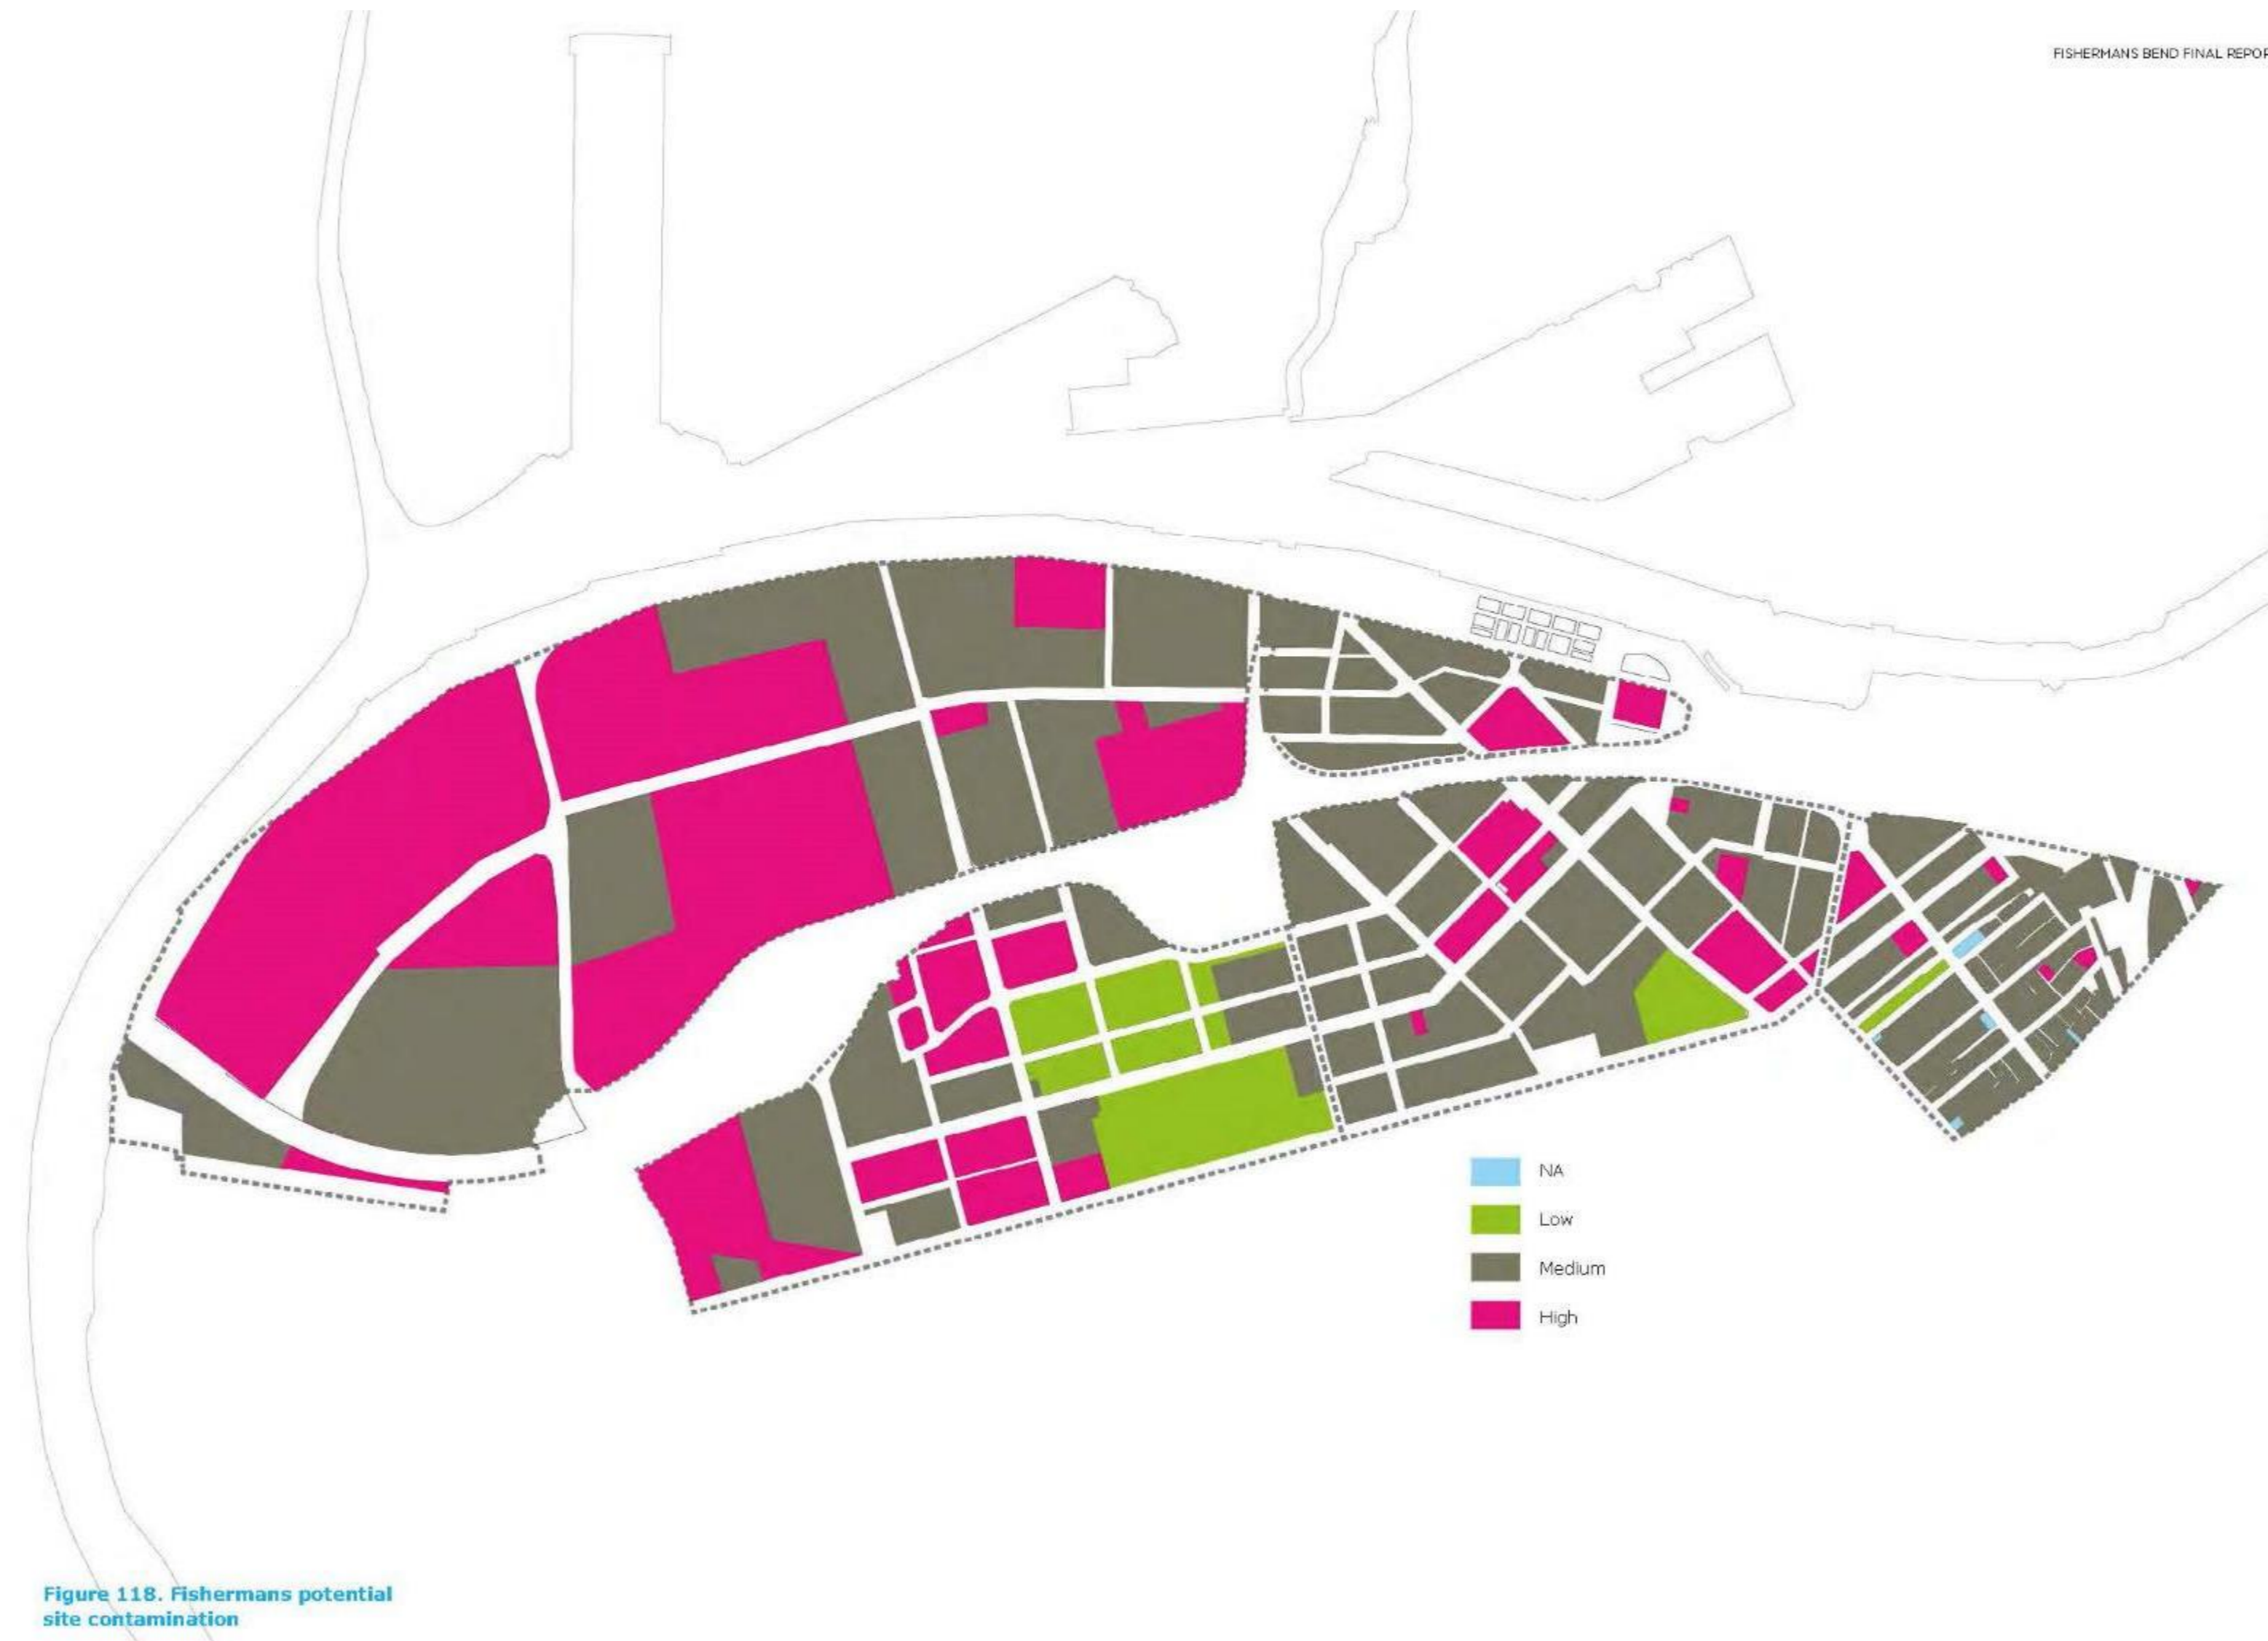 FISHERMANS BEND FINAL REPOR
NA
Low
Medium
High
Figure 118. Fishermans potential
site contamination